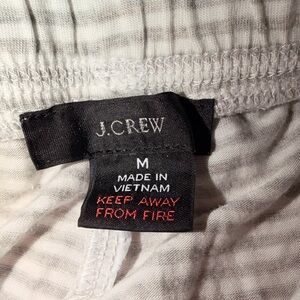 J.CREW
M
MADE IN
VIETNAM
KEEP AWAY
FROM FIRE